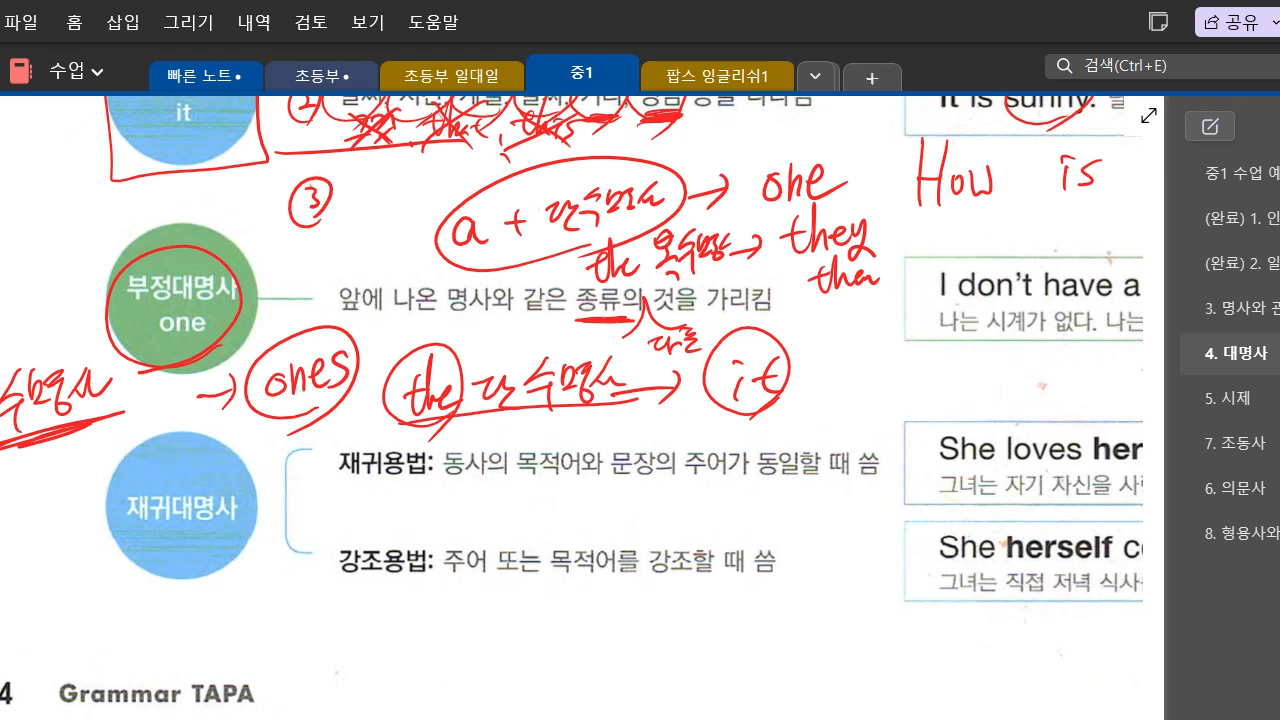 파일 홈 삽입 그리기 내역 검토 보기 도움말
공유
수업
빠른 노트
초등부
초등부 일대일
중1
팝스 잉글리쉬1
+
검색(Ctrl+E)
it
②
it is sunny.
How is
③
a + 단수명사 → one
the 복수명사 → they
them
부정대명사
one
앞에 나온 명사와 같은 종류의 것을 가리킴
다른
I don't have a
나는 시계가 없다. 나는
수명사 → ones
the 단수명사 → it
재귀대명사
재귀용법: 동사의 목적어와 문장의 주어가 동일할 때 씀
She loves her
그녀는 자기 자신을
강조용법: 주어 또는 목적어를 강조할 때 씀
She herself c
그녀는 직접 저녁 식사
4 Grammar TAPA
중1 수업 예
(완료) 1. 인
(완료) 2. 일
3. 명사와 관
4. 대명사
5. 시제
7. 조동사
6. 의문사
8. 형용사와